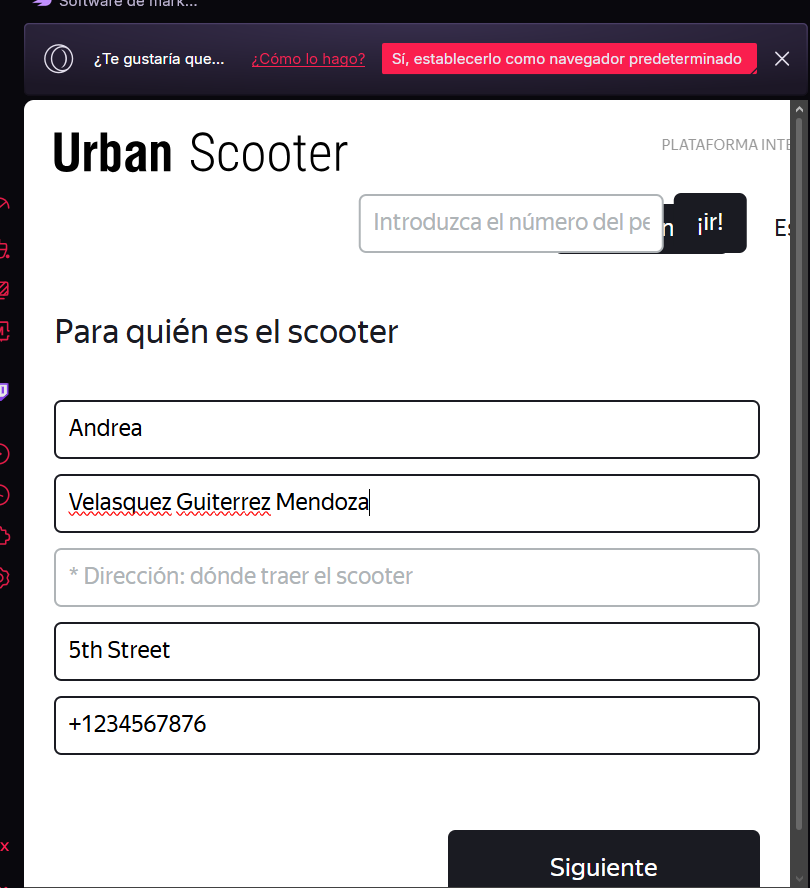 Software de mark...
¿Te gustaría que... ¿Cómo lo hago? Sí, establecerlo como navegador predeterminado
Urban Scooter
PLATAFORMA INTE
Introduzca el número del pe
n ¡ir! Es
Para quién es el scooter
Andrea
Velasquez Guiterrez Mendoza
* Dirección: dónde traer el scooter
5th Street
+1234567876
Siguiente